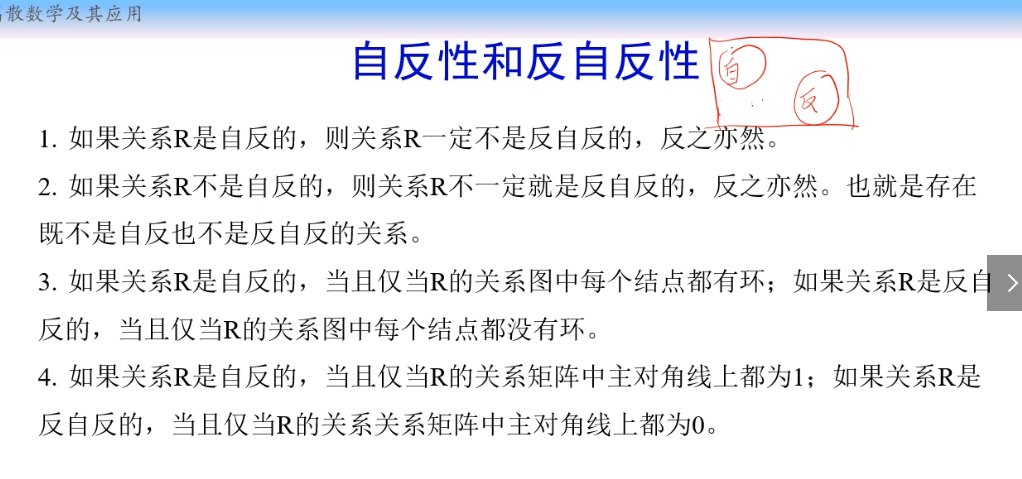 散数学及其应用
自反性和反自反性
自
反
1. 如果关系R是自反的，则关系R一定不是反自反的，反之亦然。
2. 如果关系R不是自反的，则关系R不一定就是反自反的，反之亦然。也就是存在
既不是自反也不是反自反的关系。
3. 如果关系R是自反的，当且仅当R的关系图中每个结点都有环；如果关系R是反自
反的，当且仅当R的关系图中每个结点都没有环。
4. 如果关系R是自反的，当且仅当R的关系矩阵中主对角线上都为1；如果关系R是
反自反的，当且仅当R的关系关系矩阵中主对角线上都为0。